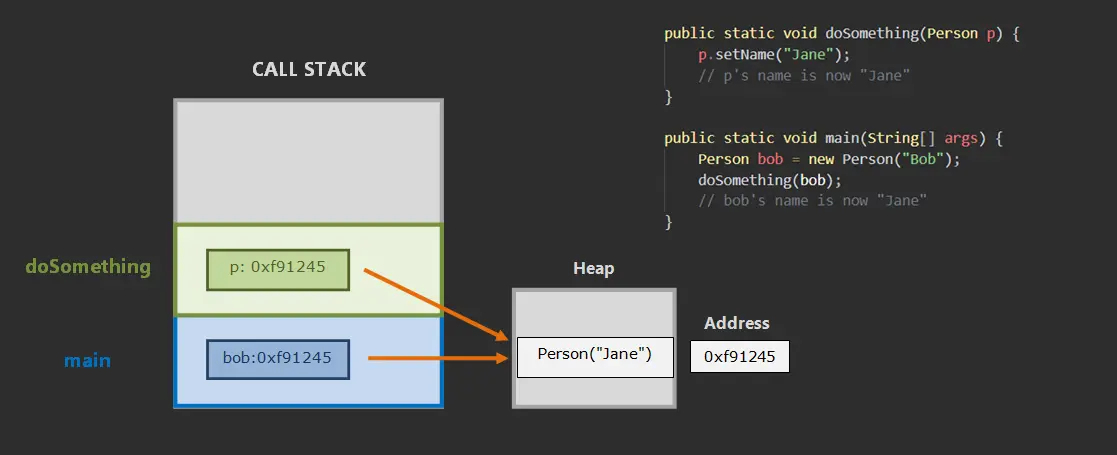 CALL STACK
doSomething
p: 0xf91245
main
bob:0xf91245
Heap
Person("Jane")
Address
0xf91245
public static void doSomething(Person p) {
    p.setName("Jane");
    // p's name is now "Jane"
}
public static void main(String[] args) {
    Person bob = new Person("Bob");
    doSomething(bob);
    // bob's name is now "Jane"
}